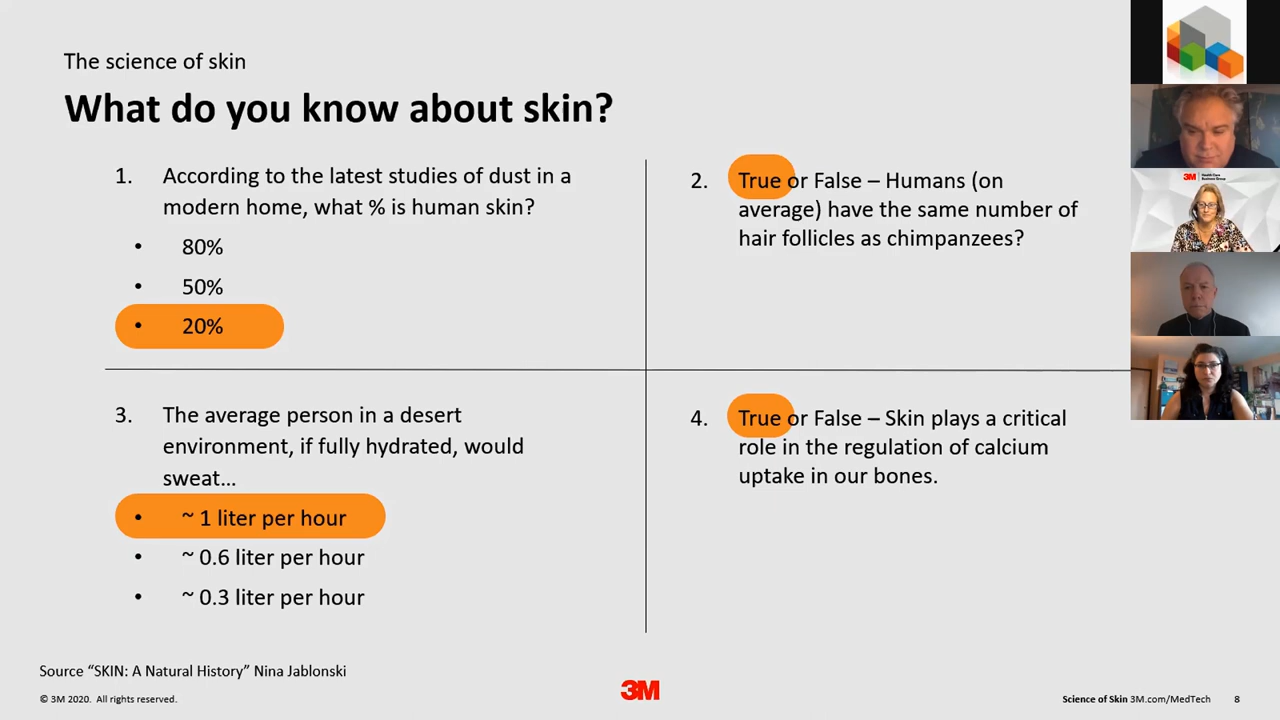 The science of skin
What do you know about skin?
1. According to the latest studies of dust in a
modern home, what % is human skin?
• 80%
• 50%
• 20%
2. True or False – Humans (on
average) have the same number of
hair follicles as chimpanzees?
3. The average person in a desert
environment, if fully hydrated, would
sweat…
• ~ 1 liter per hour
• ~ 0.6 liter per hour
• ~ 0.3 liter per hour
4. True or False – Skin plays a critical
role in the regulation of calcium
uptake in our bones.
Source “SKIN: A Natural History” Nina Jablonski
© 3M 2020. All rights reserved.
3M
Science of Skin 3M.com/MedTech 8
3M Health Care
Business Group